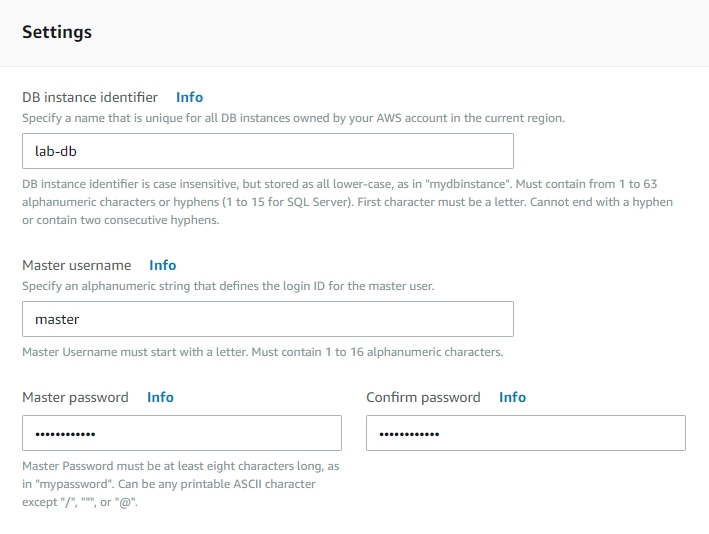 Settings
DB instance identifier Info
Specify a name that is unique for all DB instances owned by your AWS account in the current region.
lab-db
DB instance identifier is case insensitive, but stored as all lower-case, as in "mydbinstance". Must contain from 1 to 63
alphanumeric characters or hyphens (1 to 15 for SQL Server). First character must be a letter. Cannot end with a hyphen
or contain two consecutive hyphens.
Master username Info
Specify an alphanumeric string that defines the login ID for the master user.
master
Master Username must start with a letter. Must contain 1 to 16 alphanumeric characters.
Master password Info Confirm password Info
•••••••••••• ••••••••••••
Master Password must be at least eight characters long, as
in "mypassword". Can be any printable ASCII character
except "/", """, or "@".